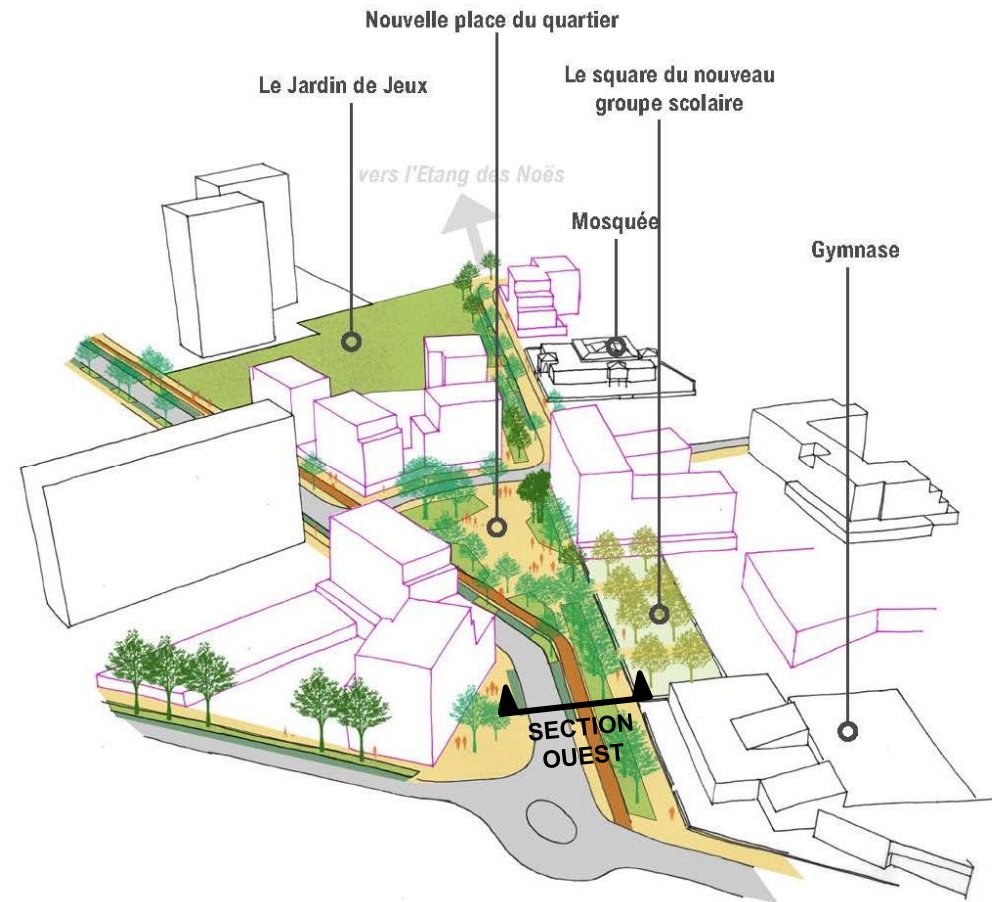 Nouvelle place du quartier
Le Jardin de Jeux
Le square du nouveau
groupe scolaire
vers l'Etang des Noës
Mosquée
Gymnase
SECTION
OUEST